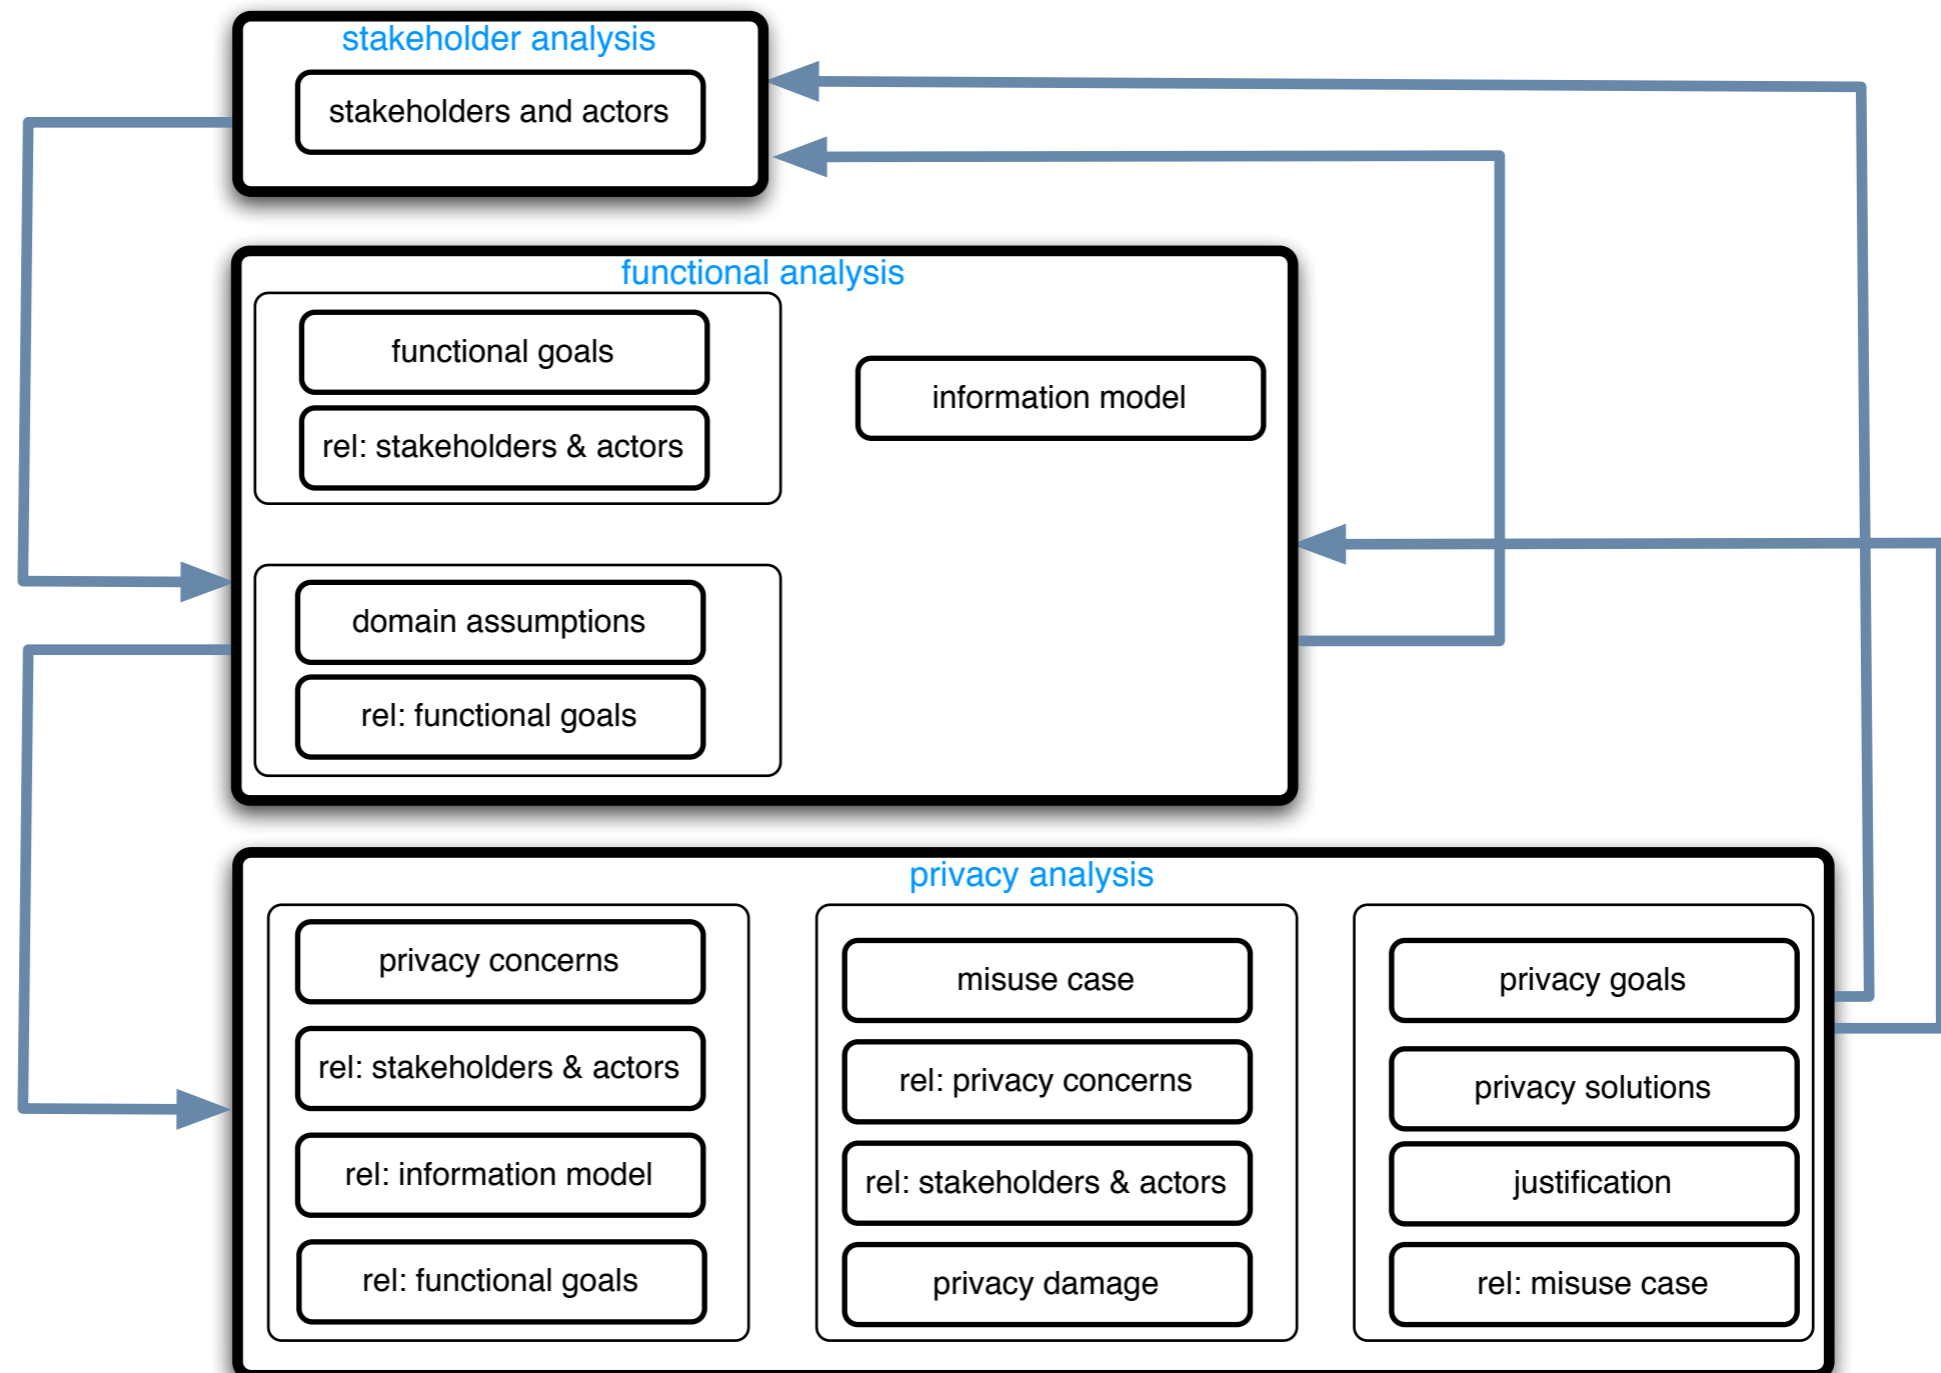 stakeholder analysis
stakeholders and actors
functional analysis
functional goals
rel: stakeholders & actors
information model
domain assumptions
rel: functional goals
privacy analysis
privacy concerns
rel: stakeholders & actors
rel: information model
rel: functional goals
misuse case
rel: privacy concerns
rel: stakeholders & actors
privacy damage
privacy goals
privacy solutions
justification
rel: misuse case